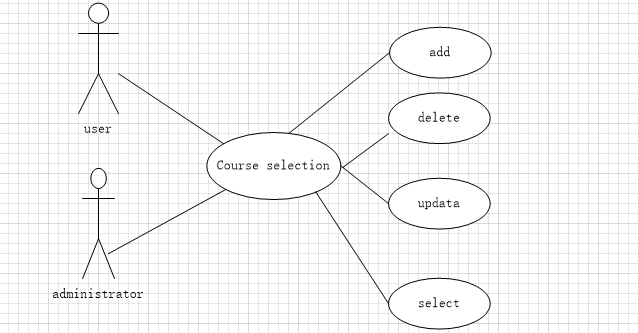 add
delete
user
Course selection
updata
administrator
select